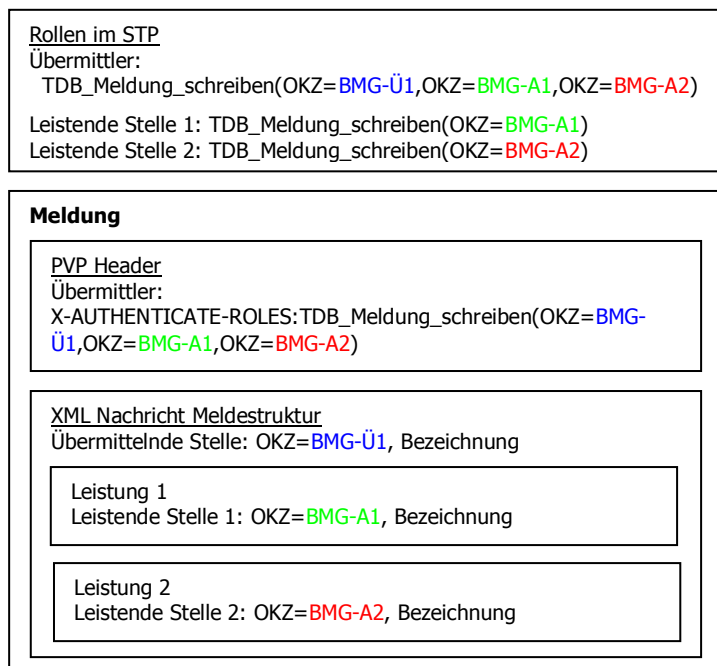 Rollen im STP
Übermittler:
TDB_Meldung_schreiben(OKZ=BMG-Ü1,OKZ=BMG-A1,OKZ=BMG-A2)
Leistende Stelle 1: TDB_Meldung_schreiben(OKZ=BMG-A1)
Leistende Stelle 2: TDB_Meldung_schreiben(OKZ=BMG-A2)
Meldung
PVP Header
Übermittler:
X-AUTHENTICATE-ROLES:TDB_Meldung_schreiben(OKZ=BMG-
Ü1,OKZ=BMG-A1,OKZ=BMG-A2)
XML Nachricht Meldestruktur
Übermittelnde Stelle: OKZ=BMG-Ü1, Bezeichnung
Leistung 1
Leistende Stelle 1: OKZ=BMG-A1, Bezeichnung
Leistung 2
Leistende Stelle 2: OKZ=BMG-A2, Bezeichnung